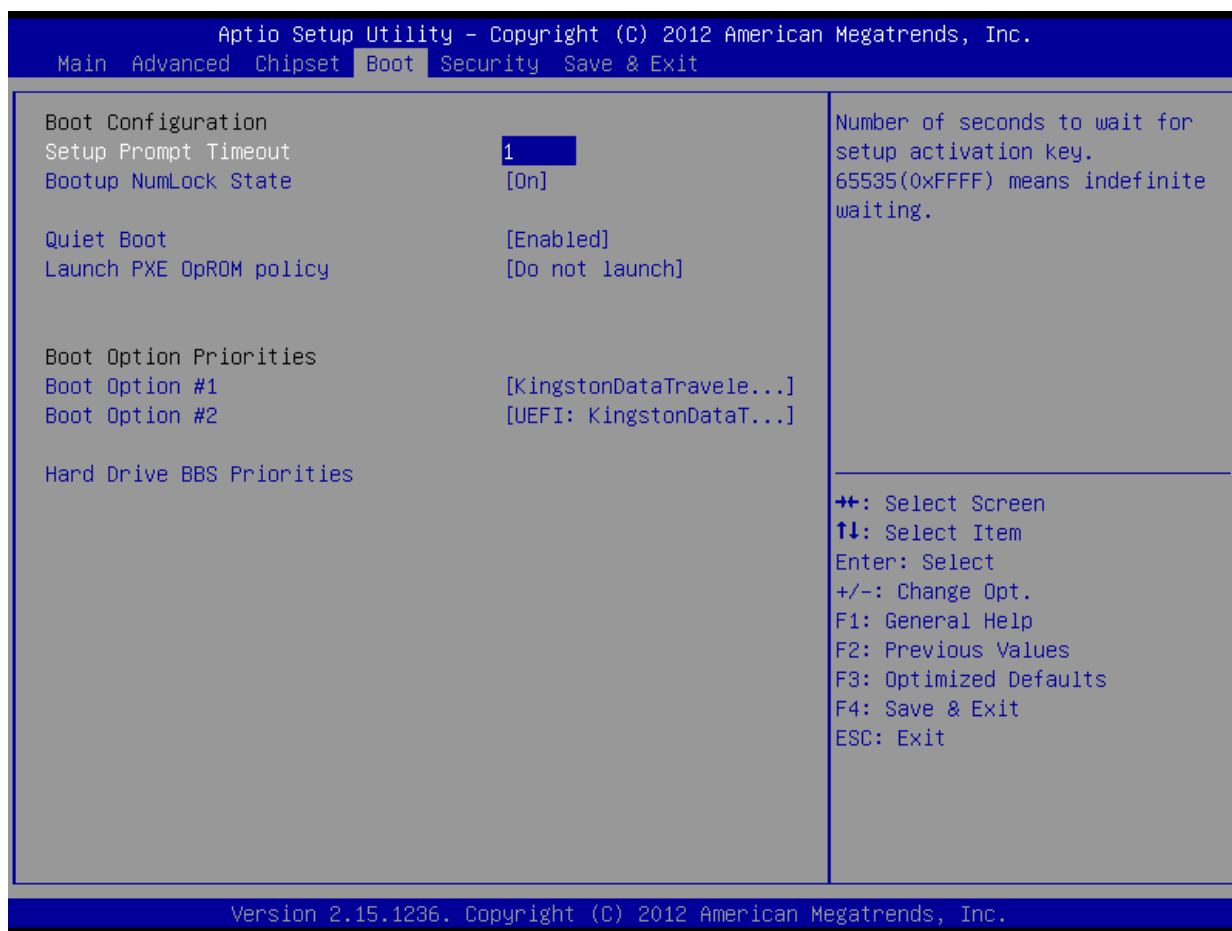 Aptio Setup Utility – Copyright (C) 2012 American Megatrends, Inc.
Main Advanced Chipset Boot Security Save & Exit
Boot Configuration
Setup Prompt Timeout 1
Bootup NumLock State [On]
Quiet Boot [Enabled]
Launch PXE OpROM policy [Do not launch]
Boot Option Priorities
Boot Option #1 [KingstonDataTravele...]
Boot Option #2 [UEFI: KingstonDataT...]
Hard Drive BBS Priorities
Number of seconds to wait for
setup activation key.
65535(0xFFFF) means indefinite
waiting.
→←: Select Screen
↑↓: Select Item
Enter: Select
+/-: Change Opt.
F1: General Help
F2: Previous Values
F3: Optimized Defaults
F4: Save & Exit
ESC: Exit
Version 2.15.1236. Copyright (C) 2012 American Megatrends, Inc.